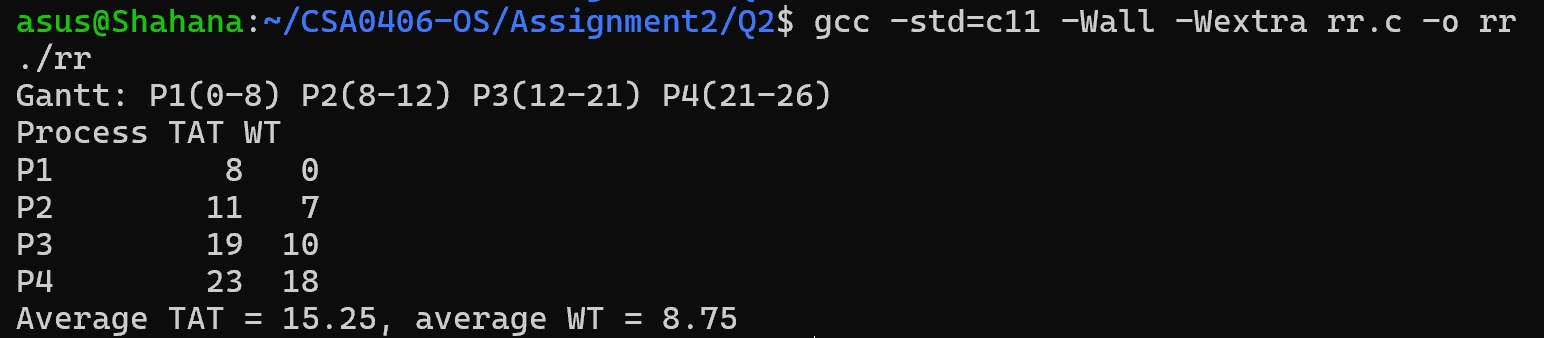 asus@Shahana:~/CSA0406-OS/Assignment2/Q2$ gcc -std=c11 -Wall -Wextra rr.c -o rr
./rr
Gantt: P1(0-8) P2(8-12) P3(12-21) P4(21-26)
Process TAT WT
P1         8   0
P2        11   7
P3        19  10
P4        23  18
Average TAT = 15.25, average WT = 8.75